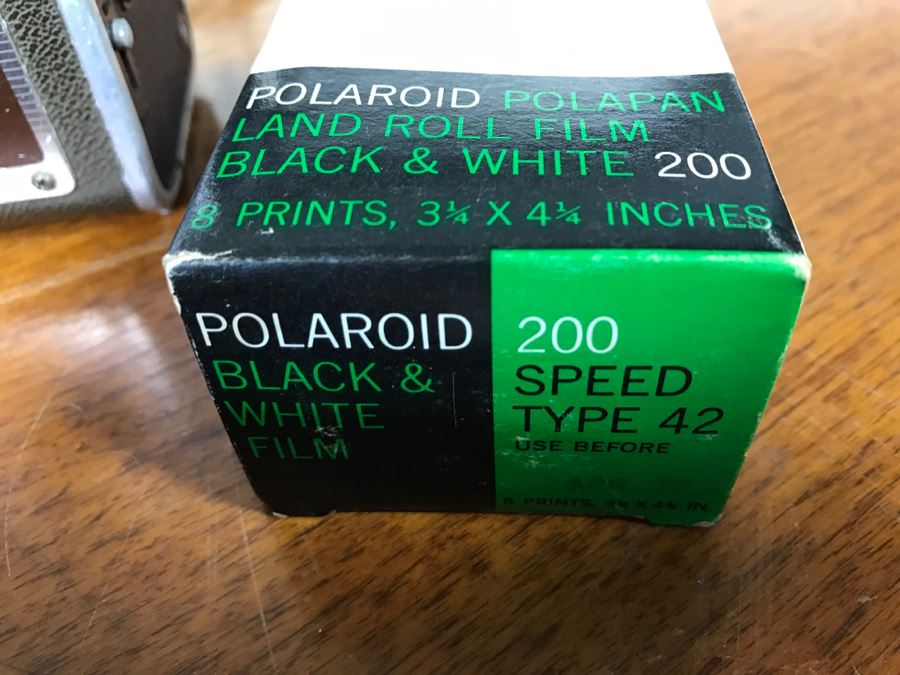 POLAROID POLAPAN
LAND ROLL FILM
BLACK & WHITE 200
8 PRINTS, 3¼ X 4¼ INCHES
POLAROID
BLACK &
WHITE
FILM
200
SPEED
TYPE 42
USE BEFORE
APR
8 PRINTS, 3¼ X 4¼ IN.